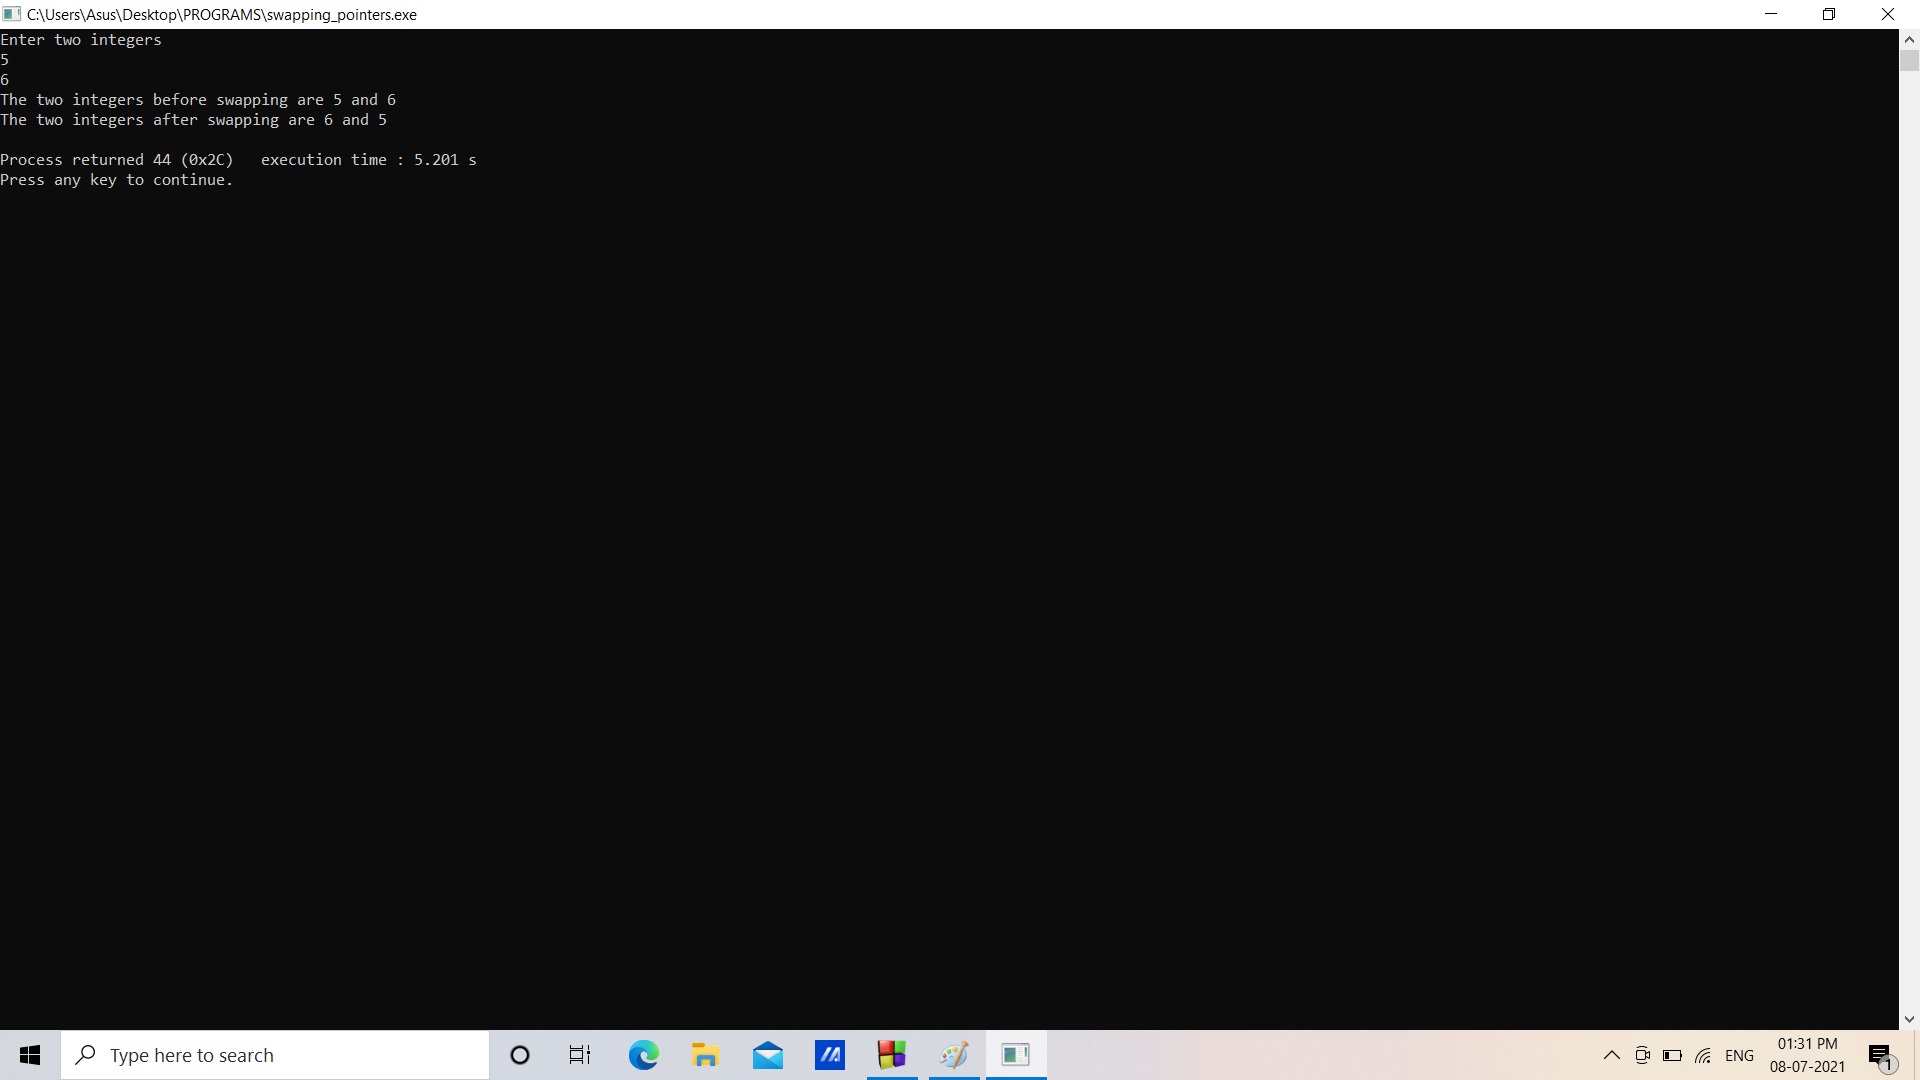 C:\Users\Asus\Desktop\PROGRAMS\swapping_pointers.exe
Enter two integers
5
6
The two integers before swapping are 5 and 6
The two integers after swapping are 6 and 5
Process returned 44 (0x2C)   execution time : 5.201 s
Press any key to continue.
Type here to search
ENG
01:31 PM
08-07-2021
1